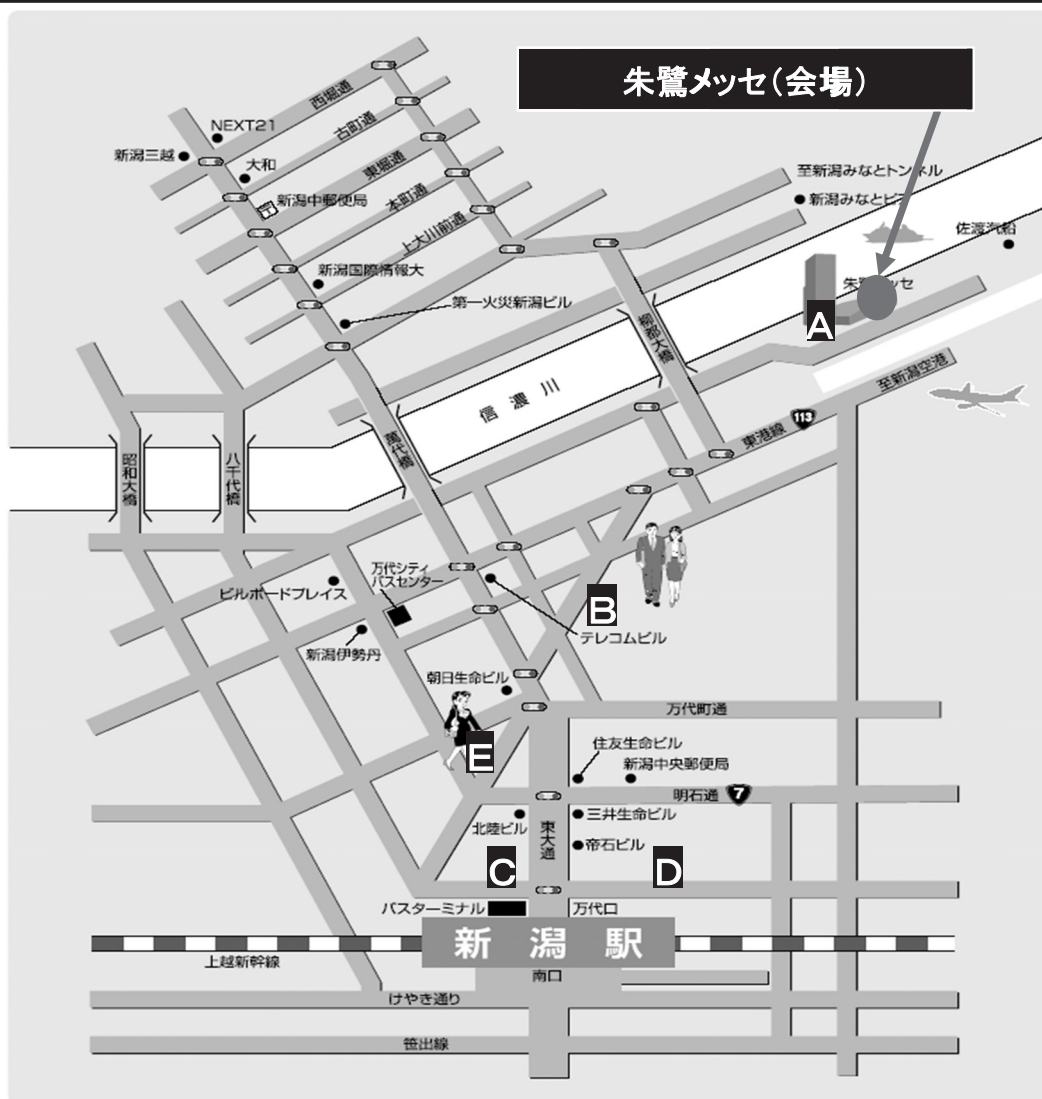 朱鷺メッセ(会場)
西堀通
NEXT21
古町通
新潟三越
大和
東堀通
至新潟みなとトンネル
新潟中郵便局
本町通
新潟みなとピア
上大川前通
佐渡汽船
新潟国際情報大
朱鷺メッセ
第一火災新潟ビル
A
柳都大橋
至新潟空港
信濃川
113
東港線
萬代橋
昭和大橋
八千代橋
万代シティ
バスセンター
ビルボードプレイス
B
テレコムビル
新潟伊勢丹
朝日生命ビル
万代町通
E
住友生命ビル
新潟中央郵便局
明石通
7
北陸ビル
東大通
三井生命ビル
帝石ビル
C
D
バスターミナル
万代口
新潟駅
上越新幹線
南口
けやき通り
笹出線